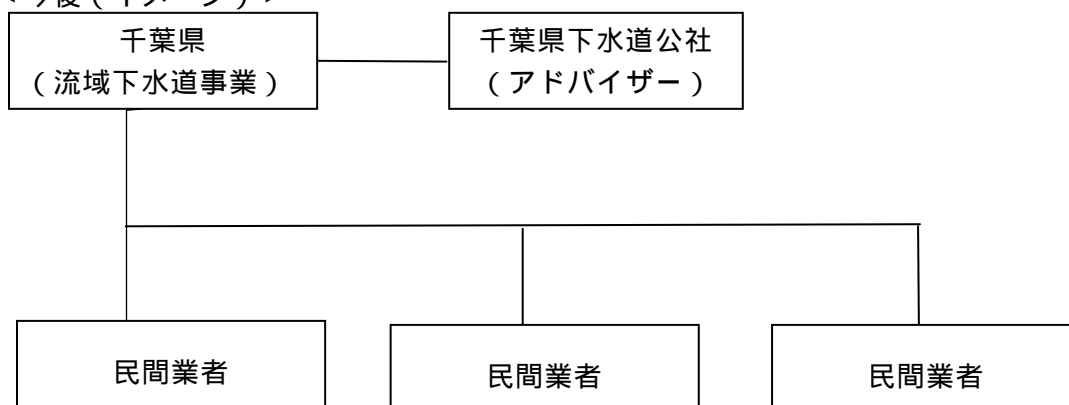 <今後(イメージ)>
千葉県
(流域下水道事業)
千葉県下水道公社
(アドバイザー)
民間業者
民間業者
民間業者